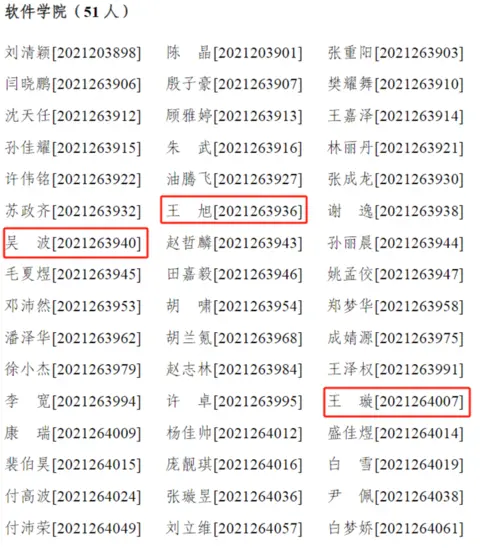 软件学院（51 人）
刘清颖[2021203898] 陈 晶[2021203901] 张重阳[2021263903]
闫晓鹏[2021263906] 殷子豪[2021263907] 樊耀舞[2021263910]
沈天任[2021263912] 顾雅婷[2021263913] 王嘉泽[2021263914]
孙佳耀[2021263915] 朱 武[2021263916] 林丽丹[2021263921]
许伟铭[2021263922] 油腾飞[2021263927] 张成龙[2021263930]
苏政齐[2021263932] 王 旭[2021263936] 谢 逸[2021263938]
吴 波[2021263940] 赵哲麟[2021263943] 孙丽晨[2021263944]
毛夏煜[2021263945] 田嘉毅[2021263946] 姚孟佼[2021263947]
邓沛然[2021263953] 胡 啸[2021263954] 郑梦华[2021263958]
潘泽华[2021263962] 胡兰氪[2021263968] 成婧源[2021263975]
徐小杰[2021263979] 赵志林[2021263984] 王泽权[2021263991]
李 宽[2021263994] 许 卓[2021263995] 王 璇[2021264007]
康 瑞[2021264009] 杨佳帅[2021264012] 盛佳煜[2021264014]
裴伯昊[2021264015] 庞靓琪[2021264016] 白 雪[2021264019]
付高波[2021264024] 张璇昱[2021264036] 尹 佩[2021264038]
付沛荣[2021264049] 刘立维[2021264057] 白梦娇[2021264061]